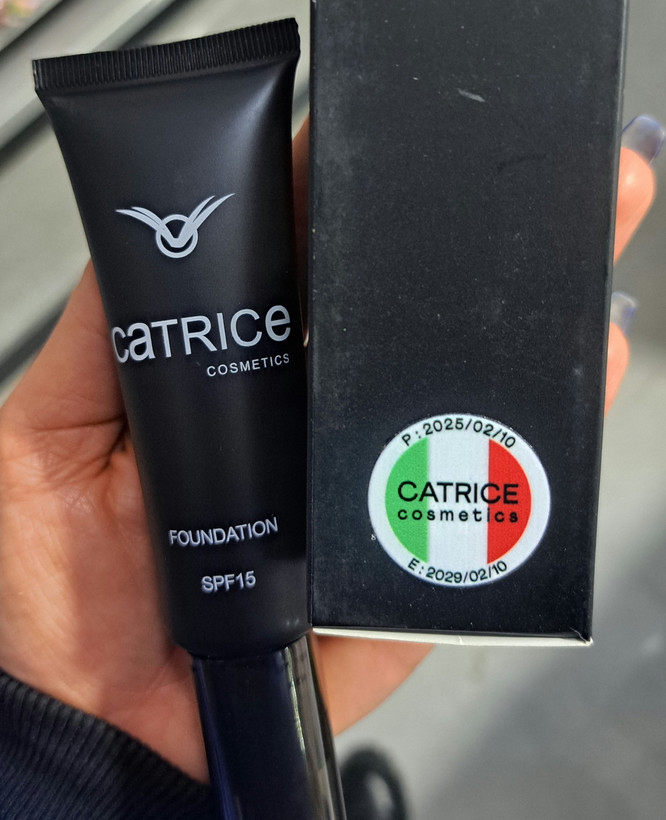 caTRICe
COSMETICS
FOUNDATION
SPF15
P:2025/02/10
CATRICE
cosmetics
E:2029/02/10